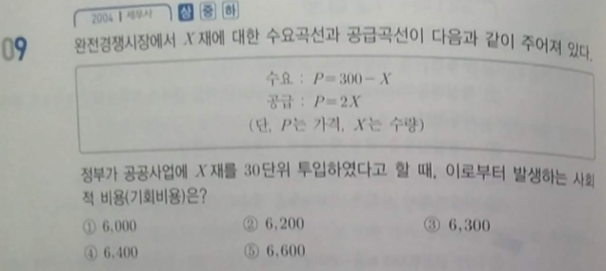 2004 | 세무사 상 중 하
09
완전경쟁시장에서 X재에 대한 수요곡선과 공급곡선이 다음과 같이 주어져 있다.
수요 : P=300-X
공급 : P=2X
(단, P는 가격, X는 수량)
정부가 공공사업에 X재를 30단위 투입하였다고 할 때, 이로부터 발생하는 사회
적 비용(기회비용)은?
① 6,000 ② 6,200 ③ 6,300
④ 6,400 ⑤ 6,600